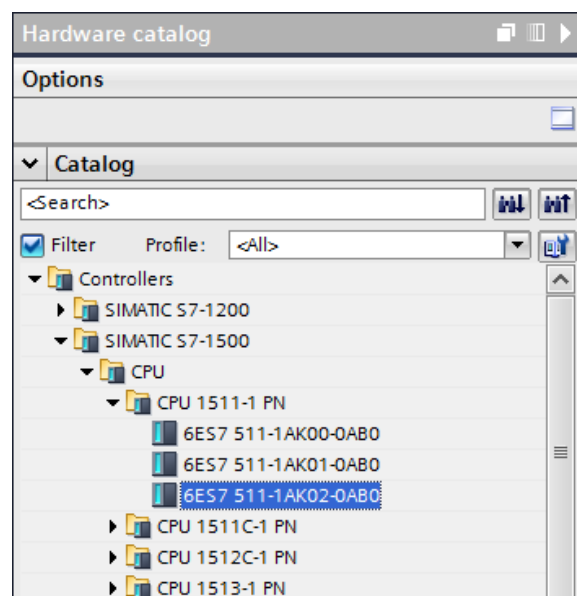 Hardware catalog
Options
Catalog
<Search>
Filter Profile: <All>
Controllers
SIMATIC S7-1200
SIMATIC S7-1500
CPU
CPU 1511-1 PN
6ES7 511-1AK00-0AB0
6ES7 511-1AK01-0AB0
6ES7 511-1AK02-0AB0
CPU 1511C-1 PN
CPU 1512C-1 PN
CPU 1513-1 PN